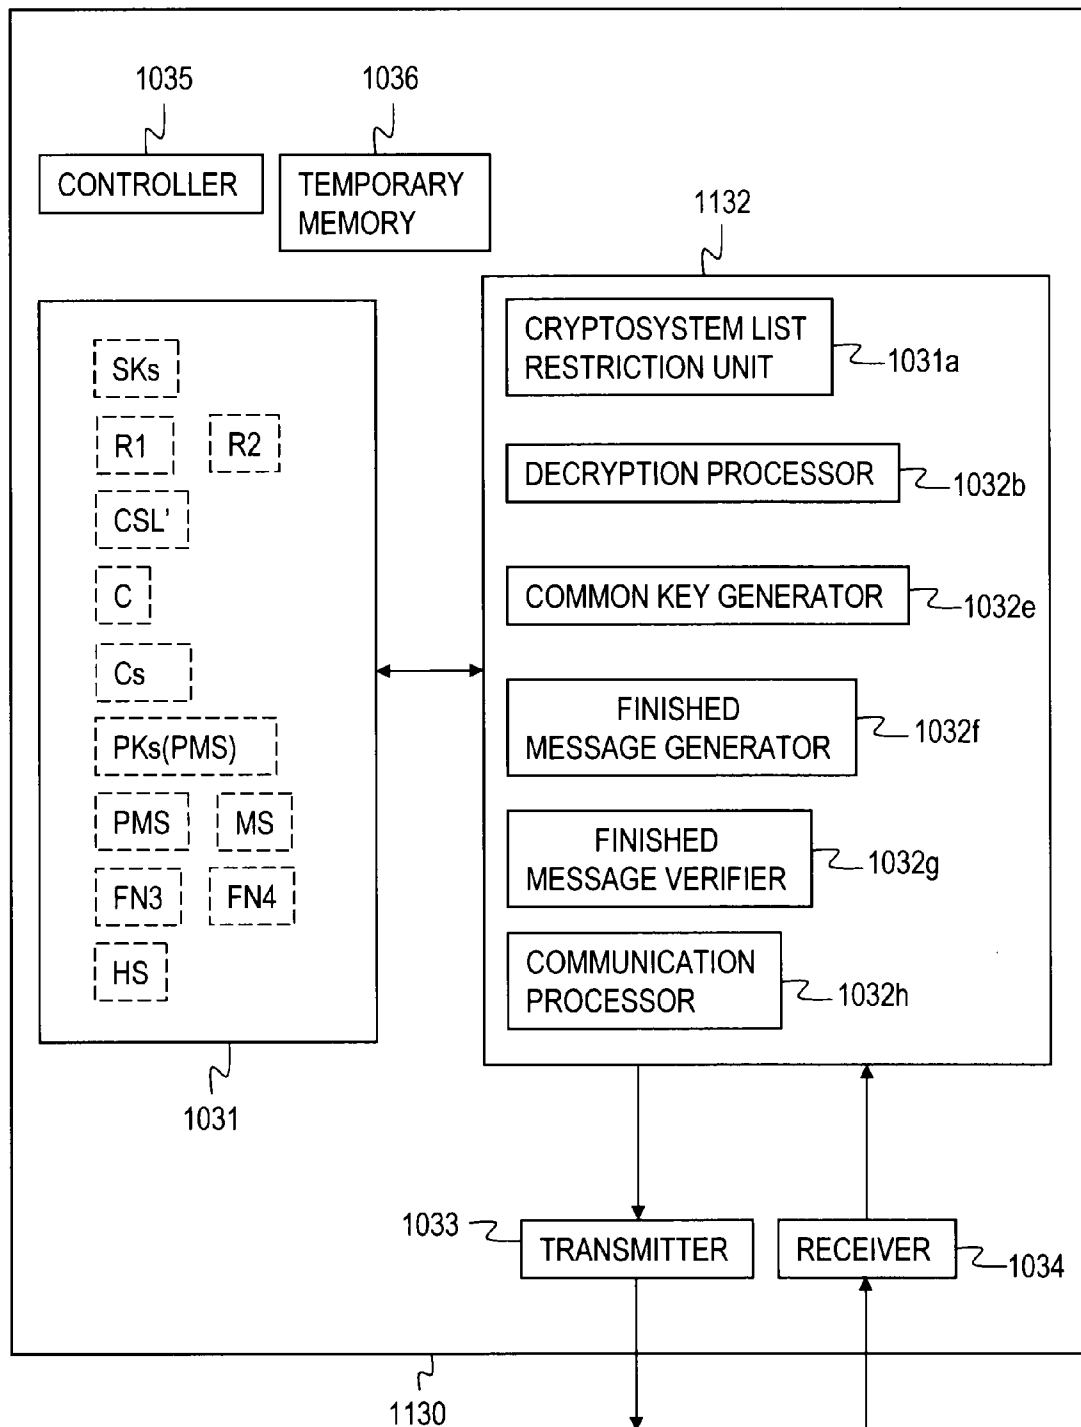 1035
1036
CONTROLLER
TEMPORARY
MEMORY
1132
SKs
R1
R2
CSL'
C
Cs
PKs(PMS)
PMS
MS
FN3
FN4
HS
1031
CRYPTOSYSTEM LIST
RESTRICTION UNIT
1031a
DECRYPTION PROCESSOR
1032b
COMMON KEY GENERATOR
1032e
FINISHED
MESSAGE GENERATOR
1032f
FINISHED
MESSAGE VERIFIER
1032g
COMMUNICATION
PROCESSOR
1032h
1033
TRANSMITTER
RECEIVER
1034
1130